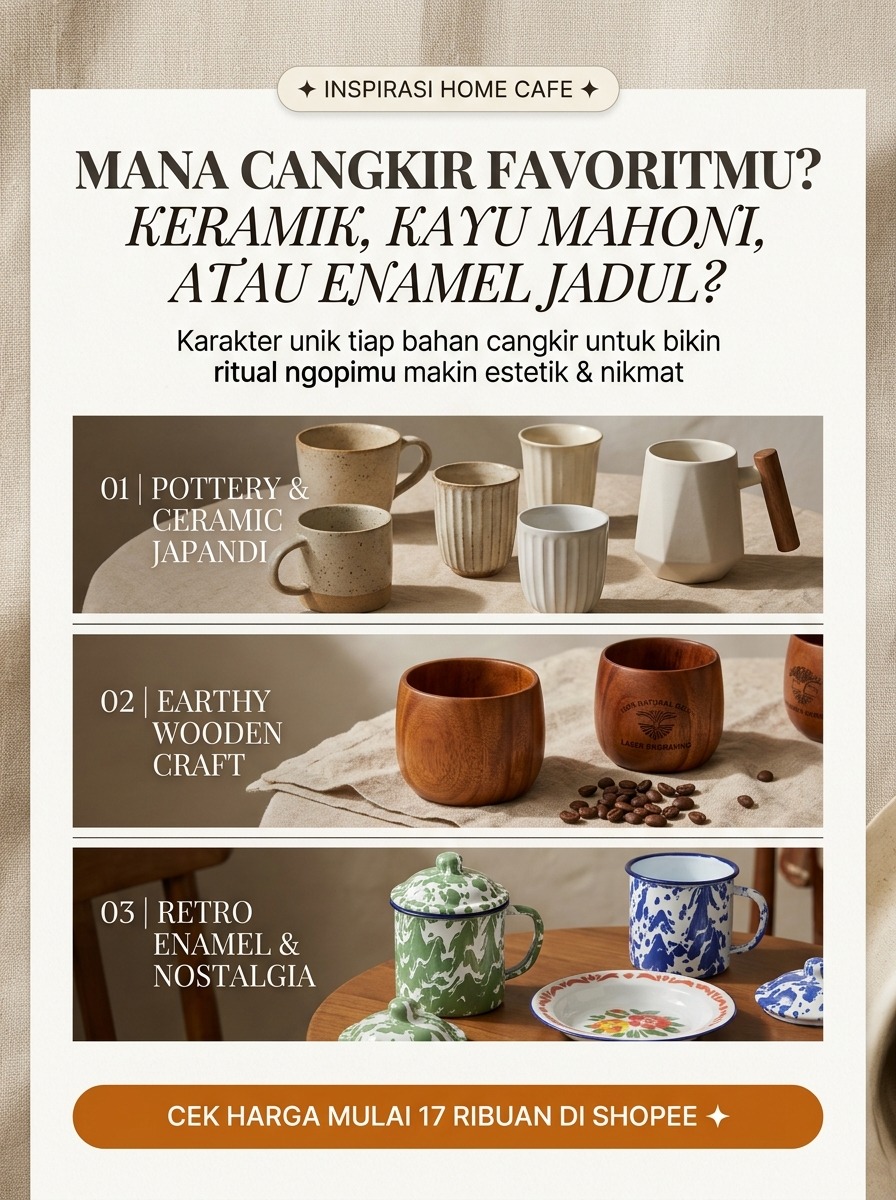 ✦ INSPIRASI HOME CAFE ✦
MANA CANGKIR FAVORITMU?
KERAMIK, KAYU MAHONI,
ATAU ENAMEL JADUL?
Karakter unik tiap bahan cangkir untuk bikin
ritual ngopimu makin estetik & nikmat
01 | POTTERY &
CERAMIC
JAPANDI
02 | EARTHY
WOODEN
CRAFT
100% NATURAL
LASER ENGRAVING
03 | RETRO
ENAMEL &
NOSTALGIA
CEK HARGA MULAI 17 RIBUAN DI SHOPEE ✦